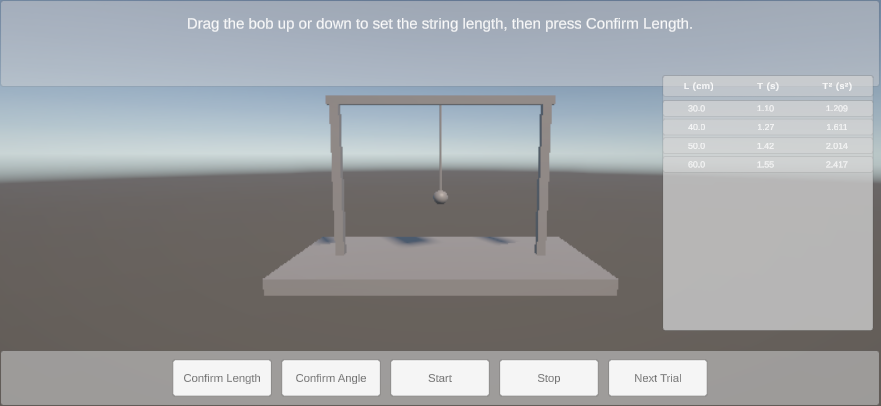 Drag the bob up or down to set the string length, then press Confirm Length.
L (cm) T (s) T² (s²)
30.0 1.10 1.209
40.0 1.27 1.611
50.0 1.42 2.014
60.0 1.55 2.417
Confirm Length Confirm Angle Start Stop Next Trial